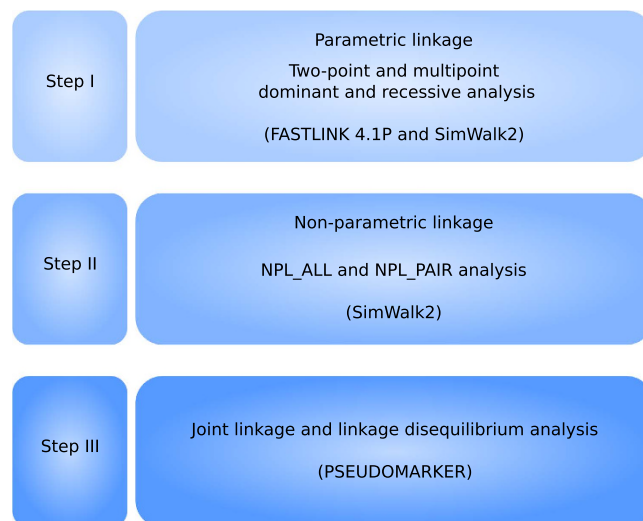 Step I
Parametric linkage
Two-point and multipoint
dominant and recessive analysis
(FASTLINK 4.1P and SimWalk2)
Step II
Non-parametric linkage
NPL_ALL and NPL_PAIR analysis
(SimWalk2)
Step III
Joint linkage and linkage disequilibrium analysis
(PSEUDOMARKER)